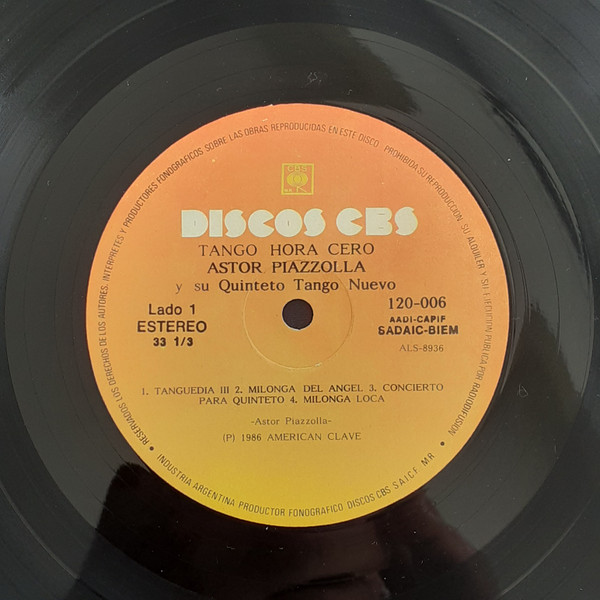 RESERVADOS LOS DERECHOS DE LOS AUTORES, INTERPRETES Y PRODUCTORES FONOGRAFICOS SOBRE LAS OBRAS REPRODUCIDAS EN ESTE DISCO. PROHIBIDA SU REPRODUCCION, SU ALQUILER Y SU EJECUCION PUBLICA POR RADIODIFUSION
CBS
DISCOS CBS
TANGO HORA CERO
ASTOR PIAZZOLLA
y su Quinteto Tango Nuevo
Lado 1
ESTEREO
33 1/3
120-006
AADI-CAPIF
SADAIC-BIEM
ALS-8936
1. TANGUEDIA III 2. MILONGA DEL ANGEL 3. CONCIERTO
PARA QUINTETO 4. MILONGA LOCA
-Astor Piazzolla-
(P) 1986 AMERICAN CLAVE
INDUSTRIA ARGENTINA PRODUCTOR FONOGRAFICO DISCOS CBS S.A.I.C.F. M.R.